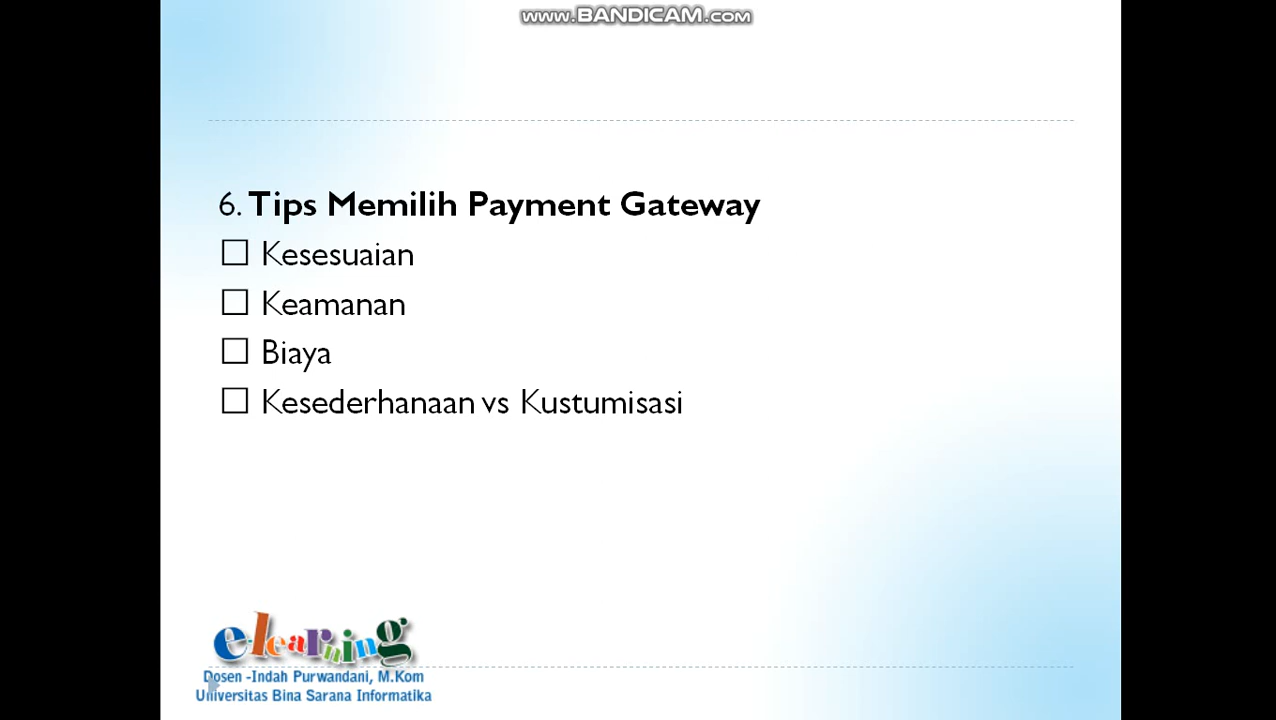 www.BANDICAM.com
6. Tips Memilih Payment Gateway
☐ Kesesuaian
☐ Keamanan
☐ Biaya
☐ Kesederhanaan vs Kustumisasi
e-learning
Dosen -Indah Purwandani, M.Kom
Universitas Bina Sarana Informatika